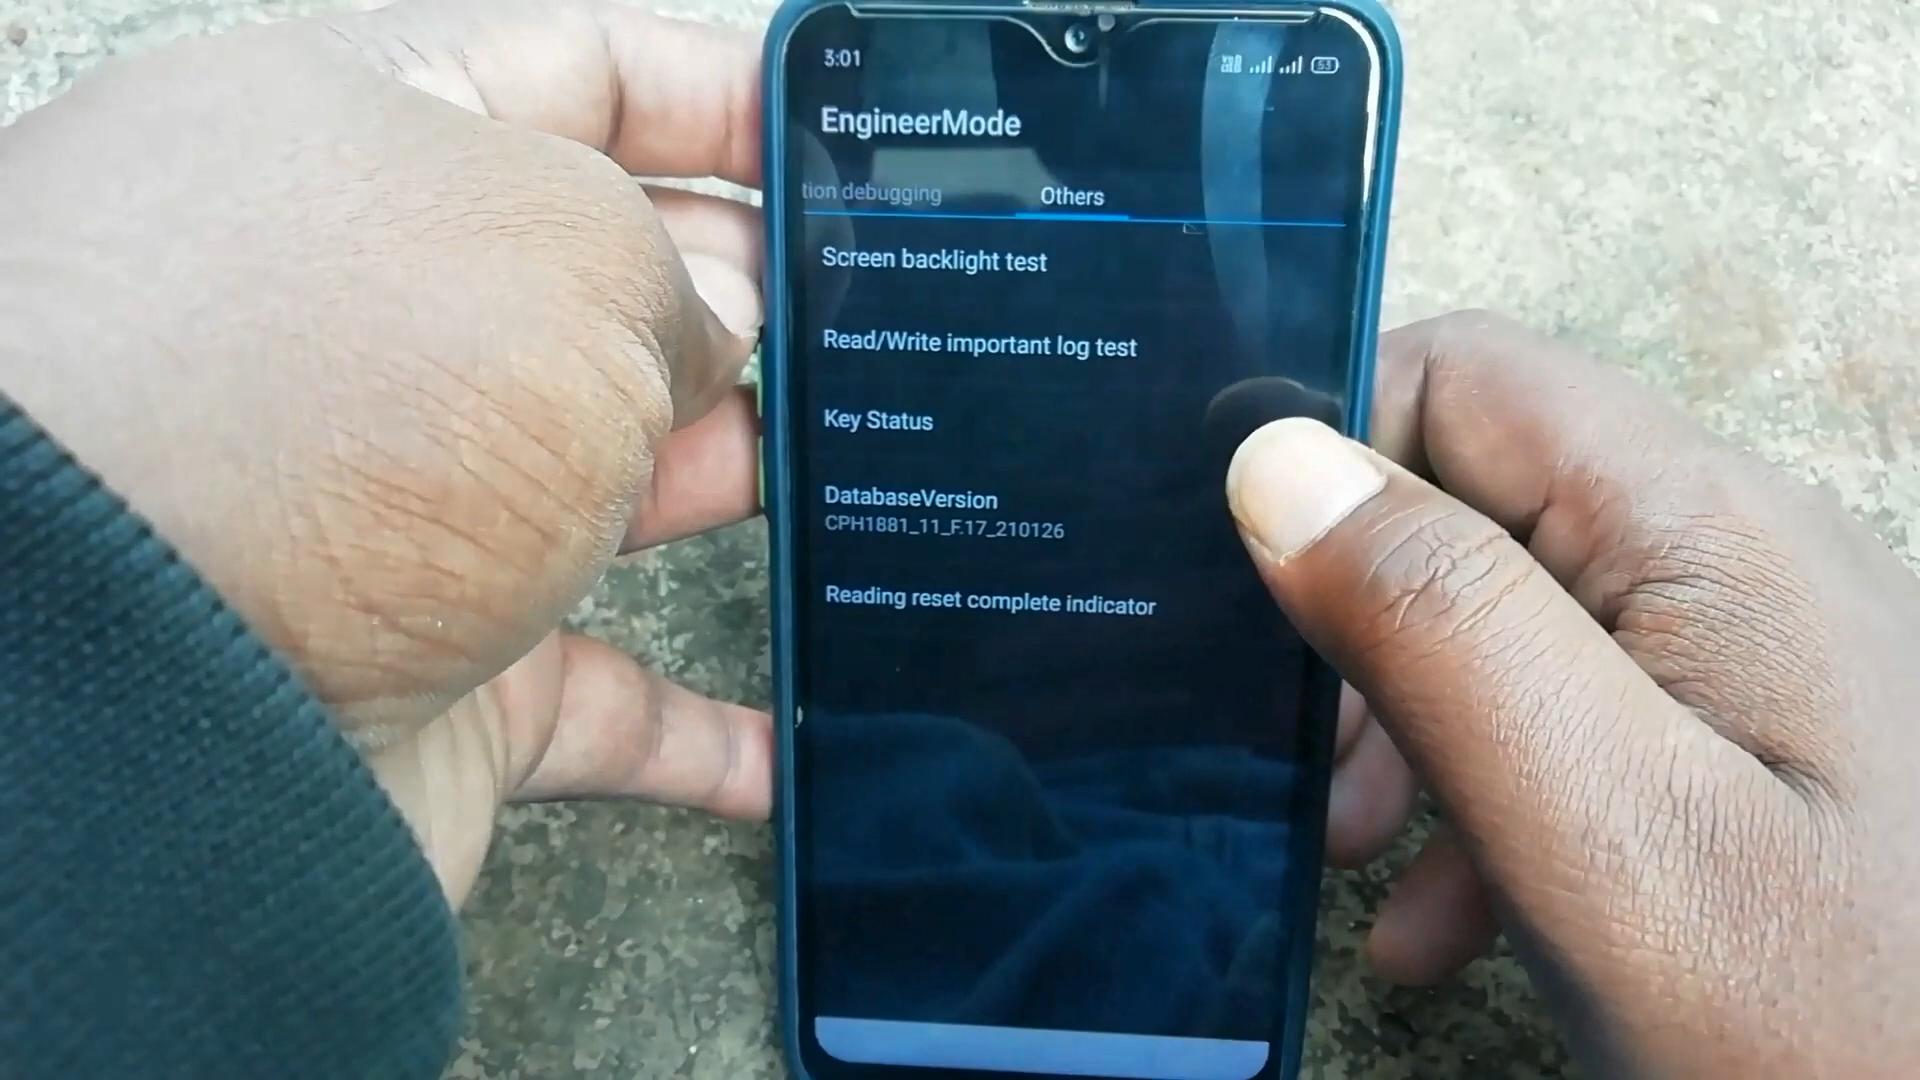 3:01
53
EngineerMode
tion debugging
Others
Screen backlight test
Read/Write important log test
Key Status
DatabaseVersion
CPH1881_11_F.17_210126
Reading reset complete indicator